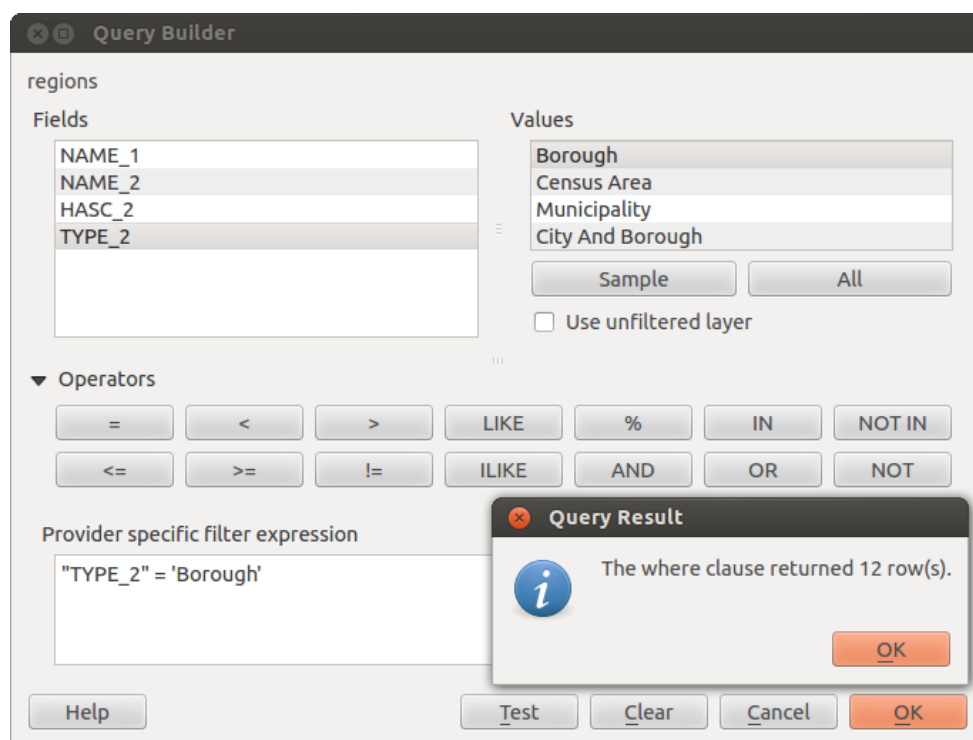 Query Builder
regions
Fields
Values
NAME_1
NAME_2
HASC_2
TYPE_2
Borough
Census Area
Municipality
City And Borough
Sample
All
Use unfiltered layer
Operators
= < > LIKE % IN NOT IN
<= >= != ILIKE AND OR NOT
Provider specific filter expression
"TYPE_2" = 'Borough'
Query Result
The where clause returned 12 row(s).
OK
Help Test Clear Cancel OK